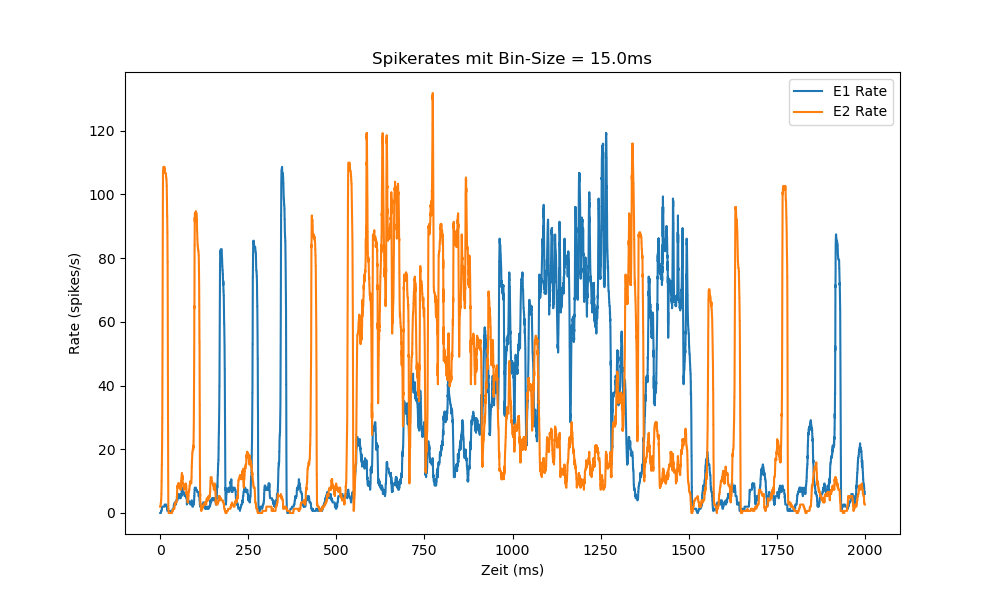 Spikerates mit Bin-Size = 15.0ms
E1 Rate
E2 Rate
Rate (spikes/s)
120
100
80
60
40
20
0
0 250 500 750 1000 1250 1500 1750 2000
Zeit (ms)